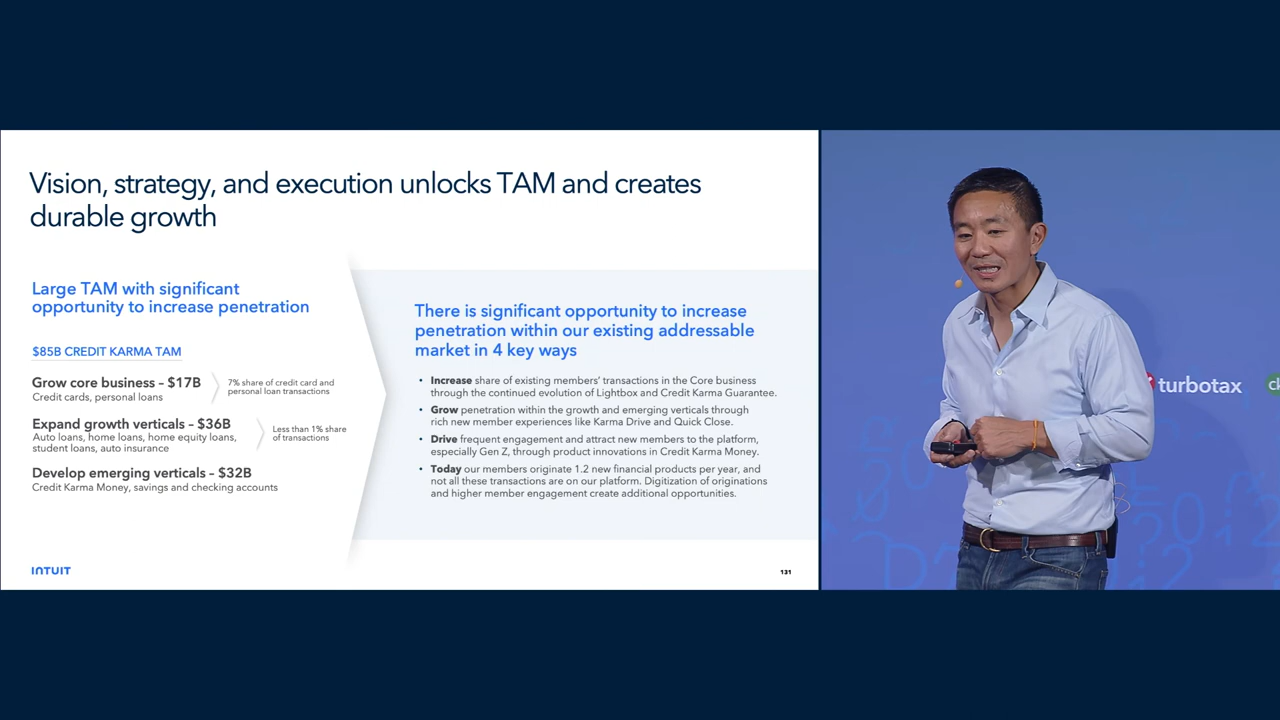 Vision, strategy, and execution unlocks TAM and creates
durable growth
Large TAM with significant
opportunity to increase penetration
$85B CREDIT KARMA TAM
Grow core business – $17B
Credit cards, personal loans
7% share of credit card and
personal loan transactions
Expand growth verticals – $36B
Auto loans, home loans, home equity loans,
student loans, auto insurance
Less than 1% share
of transactions
Develop emerging verticals – $32B
Credit Karma Money, savings and checking accounts
There is significant opportunity to increase
penetration within our existing addressable
market in 4 key ways
• Increase share of existing members’ transactions in the Core business
through the continued evolution of Lightbox and Credit Karma Guarantee.
• Grow penetration within the growth and emerging verticals through
rich new member experiences like Karma Drive and Quick Close.
• Drive frequent engagement and attract new members to the platform,
especially Gen Z, through product innovations in Credit Karma Money.
• Today our members originate 1.2 new financial products per year, and
not all these transactions are on our platform. Digitization of originations
and higher member engagement create additional opportunities.
INTUIT
131
turbotax
ck